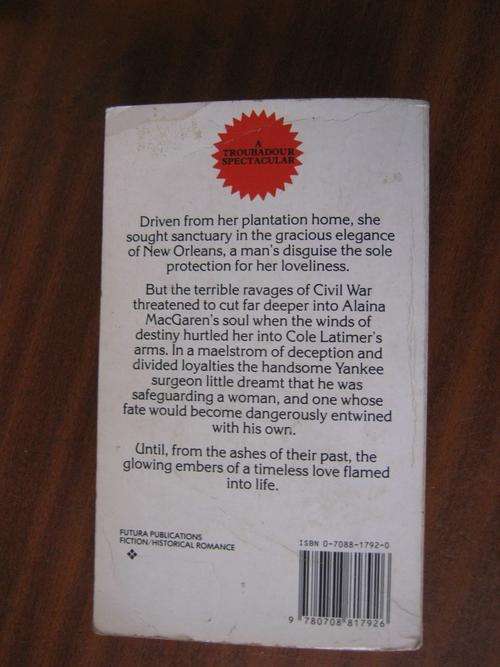 A
TROUBADOUR
SPECTACULAR
Driven from her plantation home, she
sought sanctuary in the gracious elegance
of New Orleans, a man's disguise the sole
protection for her loveliness.
But the terrible ravages of Civil War
threatened to cut far deeper into Alaina
MacGaren's soul when the winds of
destiny hurtled her into Cole Latimer's
arms. In a maelstrom of deception and
divided loyalties the handsome Yankee
surgeon little dreamt that he was
safeguarding a woman, and one whose
fate would become dangerously entwined
with his own.
Until, from the ashes of their past, the
glowing embers of a timeless love flamed
into life.
FUTURA PUBLICATIONS
FICTION/HISTORICAL ROMANCE
ISBN 0-7088-1792-0
9 780708 817926